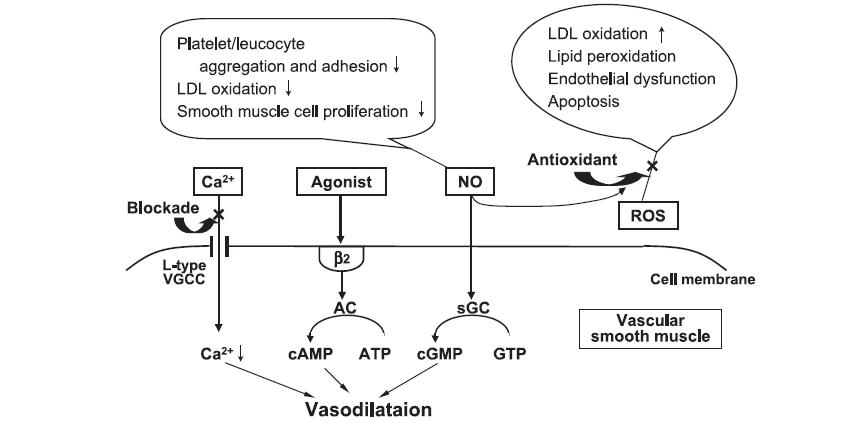 Platelet/leucocyte
aggregation and adhesion ↓
LDL oxidation ↓
Smooth muscle cell proliferation ↓
LDL oxidation ↑
Lipid peroxidation
Endothelial dysfunction
Apoptosis
Antioxidant
Ca²⁺
Agonist
NO
ROS
Blockade
β2
L-type
VGCC
Cell membrane
AC
sGC
Vascular
smooth muscle
Ca²⁺ ↓
cAMP
ATP
cGMP
GTP
Vasodilataion